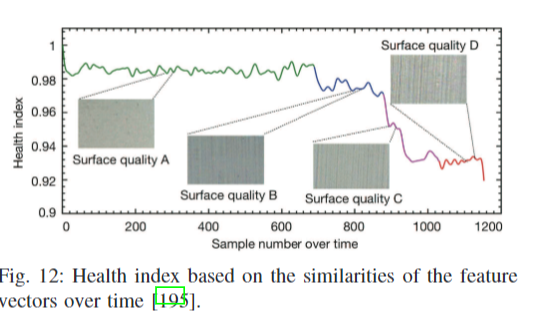 1
0.98
0.96
0.94
0.92
0.9
Health index
Surface quality D
Surface quality A
Surface quality B
Surface quality C
0
200
400
600
800
1000
1200
Sample number over time
Fig. 12: Health index based on the similarities of the feature
vectors over time [195].